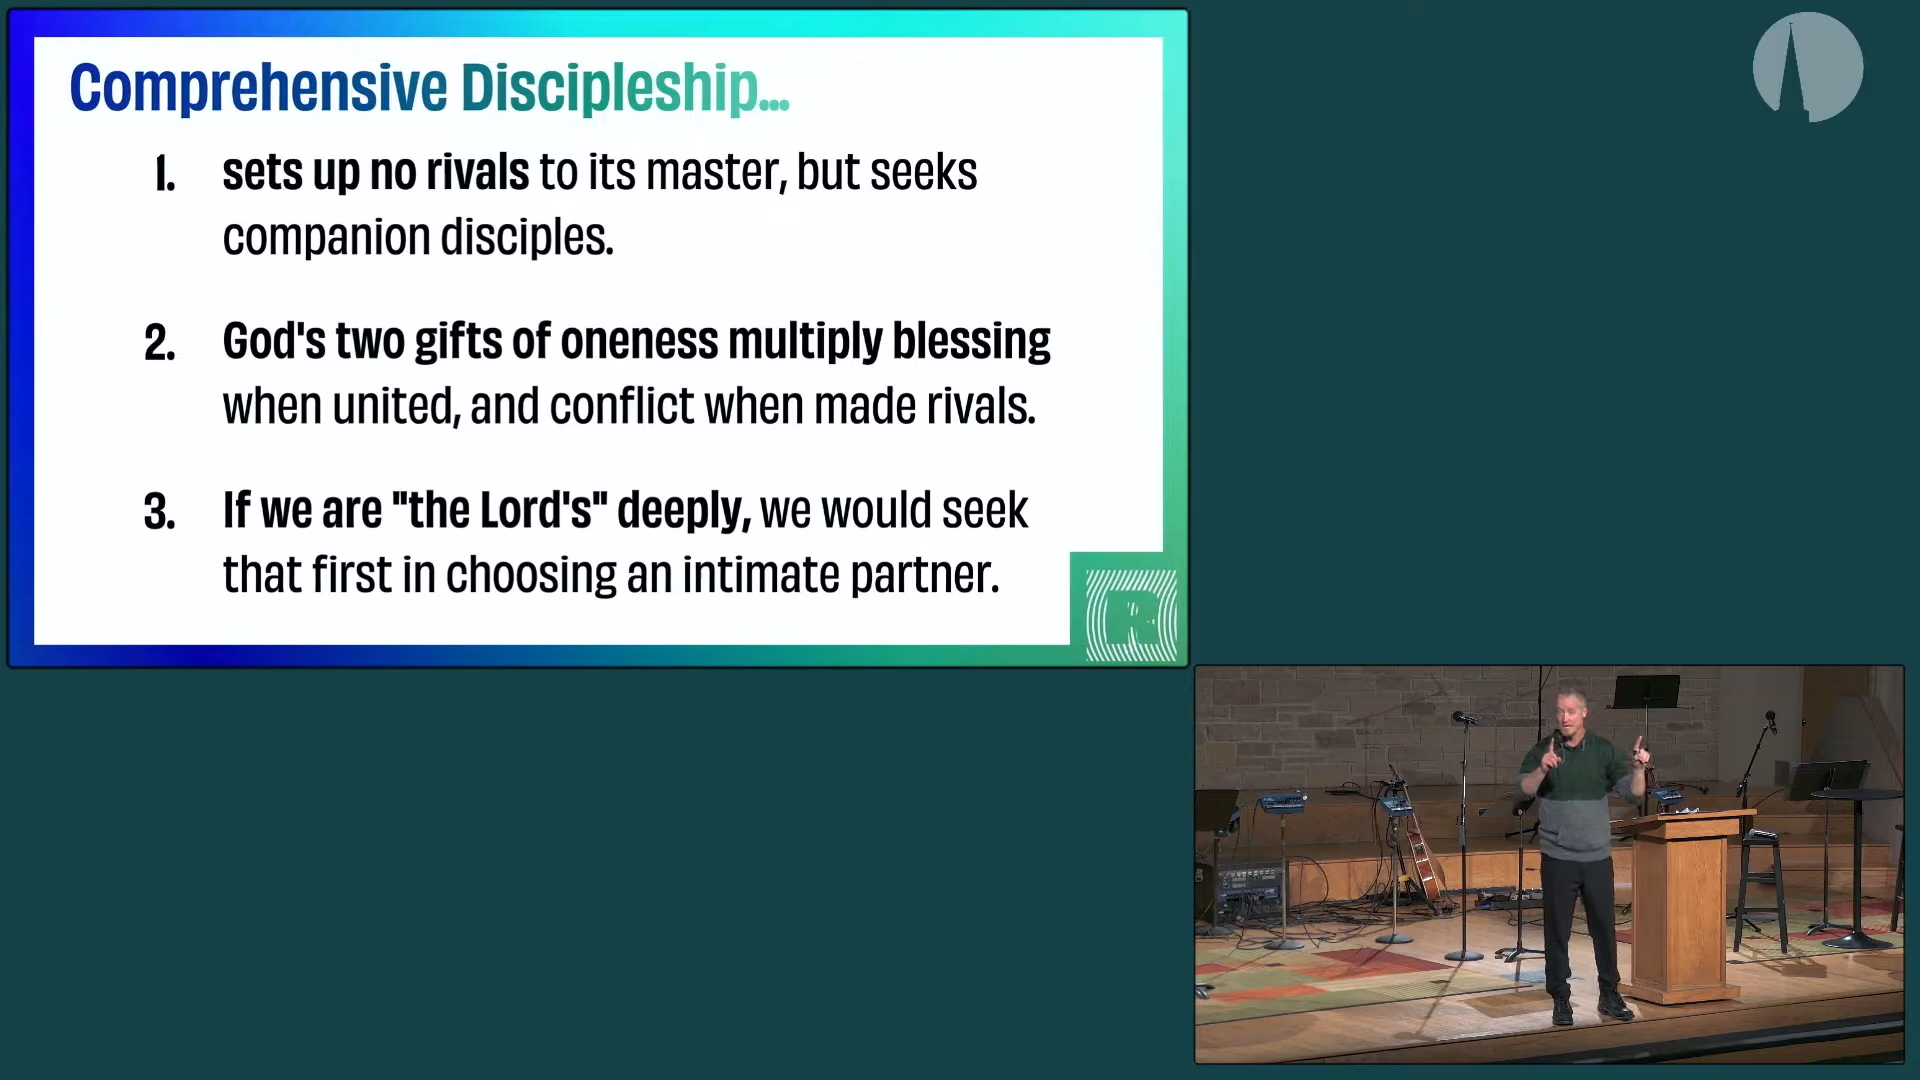 Comprehensive Discipleship...
1. sets up no rivals to its master, but seeks
companion disciples.
2. God's two gifts of oneness multiply blessing
when united, and conflict when made rivals.
3. If we are "the Lord's" deeply, we would seek
that first in choosing an intimate partner.
R